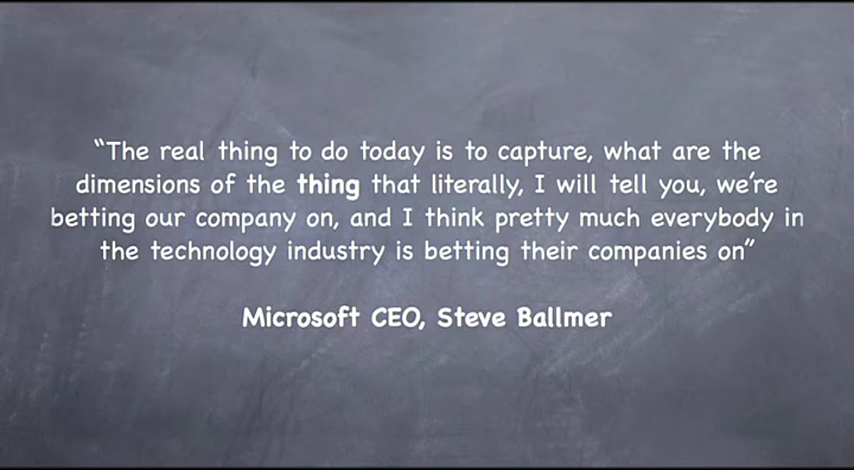 “The real thing to do today is to capture, what are the
dimensions of the thing that literally, I will tell you, we’re
betting our company on, and I think pretty much everybody in
the technology industry is betting their companies on”
Microsoft CEO, Steve Ballmer